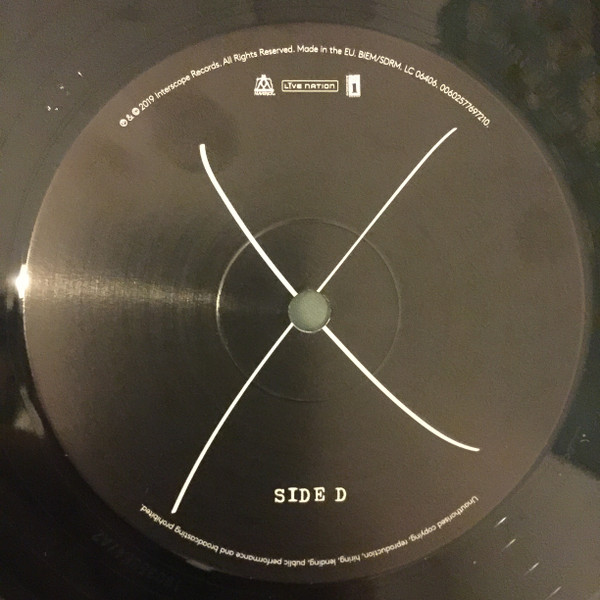 ℗ & © 2019 Interscope Records. All Rights Reserved. Made in the EU. BIEM/SDRM. LC 06406. 00602577697210.
LIVE NATION
SIDE D
Unauthorised copying, reproduction, hiring, lending, public performance and broadcasting prohibited.